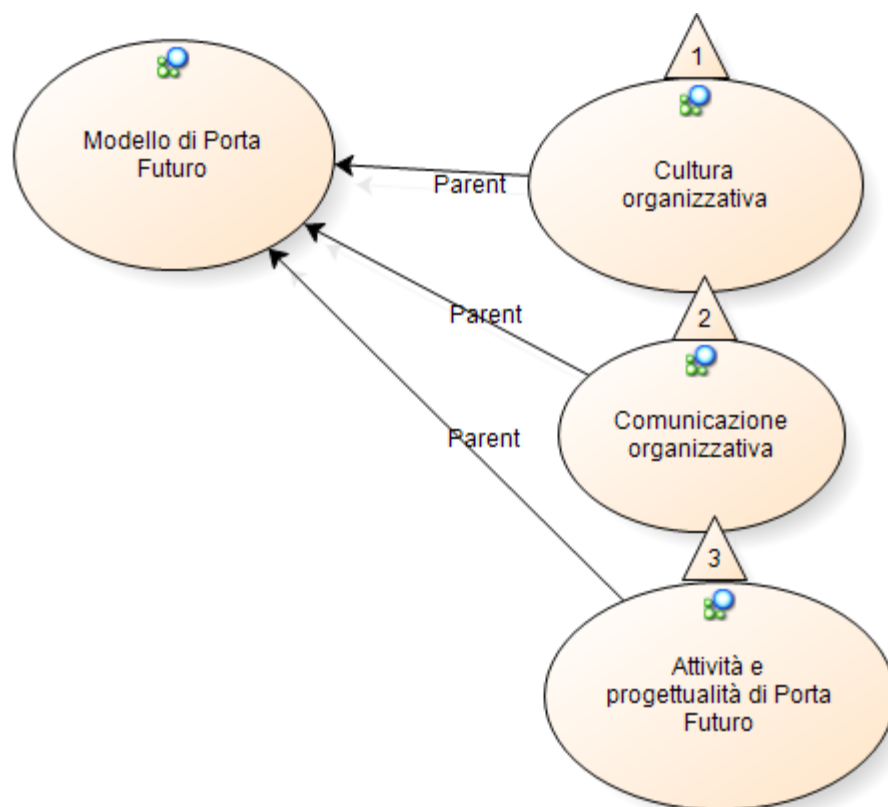 Modello di Porta
Futuro
1
Cultura
organizzativa
Parent
2
Comunicazione
organizzativa
Parent
3
Attività e
progettualità di Porta
Futuro
Parent